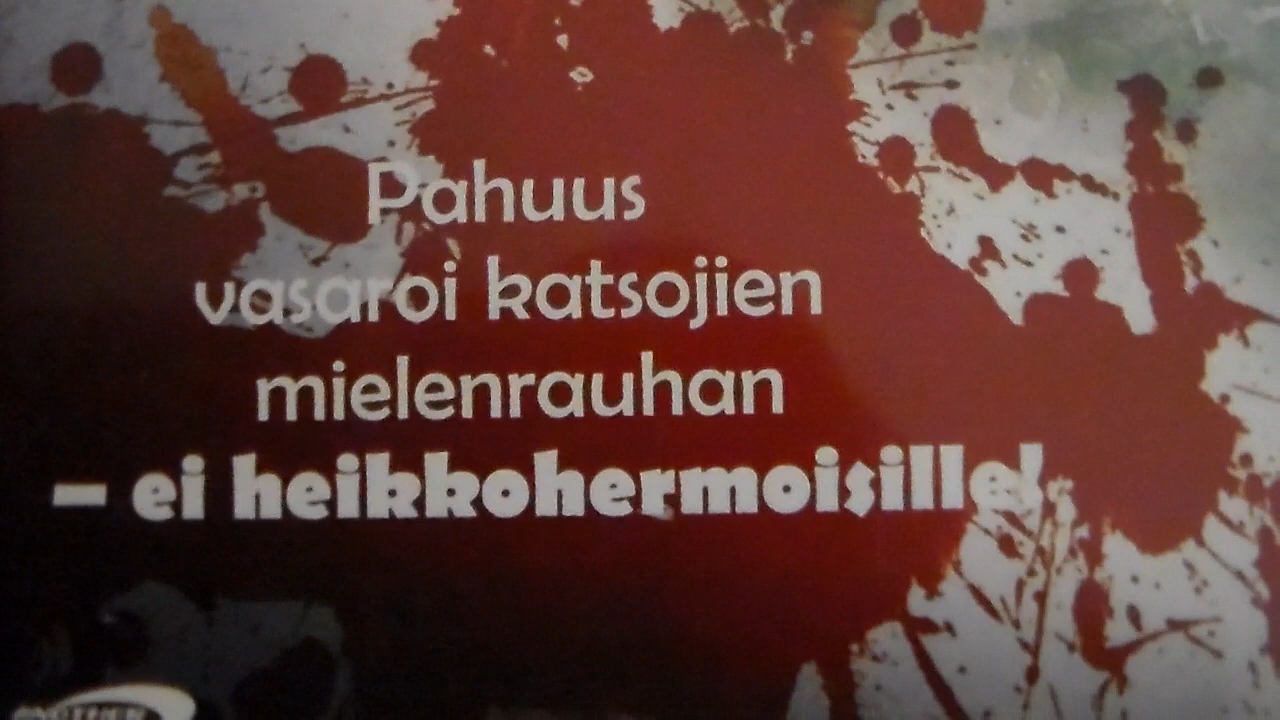 Pahuus
vasaroi katsojien
mielenrauhan
– ei heikkohermoisille!